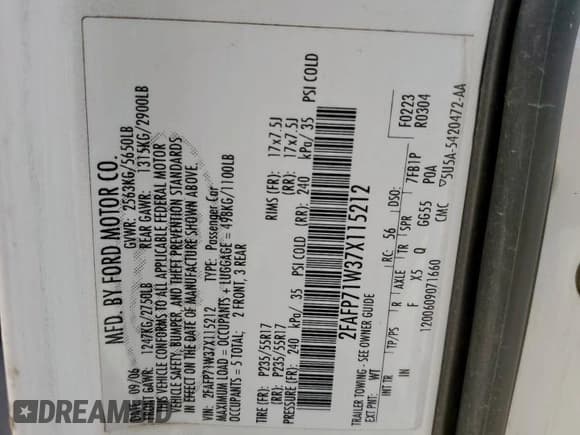 MFD. BY FORD MOTOR CO.
DATE: 09/06 GVWR: 2563KG/5650LB
FRONT GAWR: 1247KG/2750LB REAR GAWR: 1315KG/2900LB
THIS VEHICLE CONFORMS TO ALL APPLICABLE FEDERAL MOTOR
VEHICLE SAFETY, BUMPER, AND THEFT PREVENTION STANDARDS
IN EFFECT ON THE DATE OF MANUFACTURE SHOWN ABOVE.
VIN: 2FAFP71W37X115212 TYPE: Passenger Car
MAXIMUM LOAD = OCCUPANTS + LUGGAGE = 498KG/1100LB
OCCUPANTS = 5 TOTAL; 2 FRONT, 3 REAR
TIRE (FR): P235/55R17 RIMS (FR): 17x7.5J
(RR): P235/55R17 (RR): 17x7.5J
PRESSURE (FR): 240 kPa/ 35 PSI COLD (RR): 240 kPa/ 35 PSI COLD
2FAFP71W37X115212
TRAILER TOWING - SEE OWNER GUIDE
EXT PNT: WT RC: 56 DSO: F0223
INT TR TP/PS R AXLE TR SPR R0304
IN F X5 Q GG55 7FB1P P0A
1200609071660 CMC ▽5U5A-5420472-AA
DREAMBID